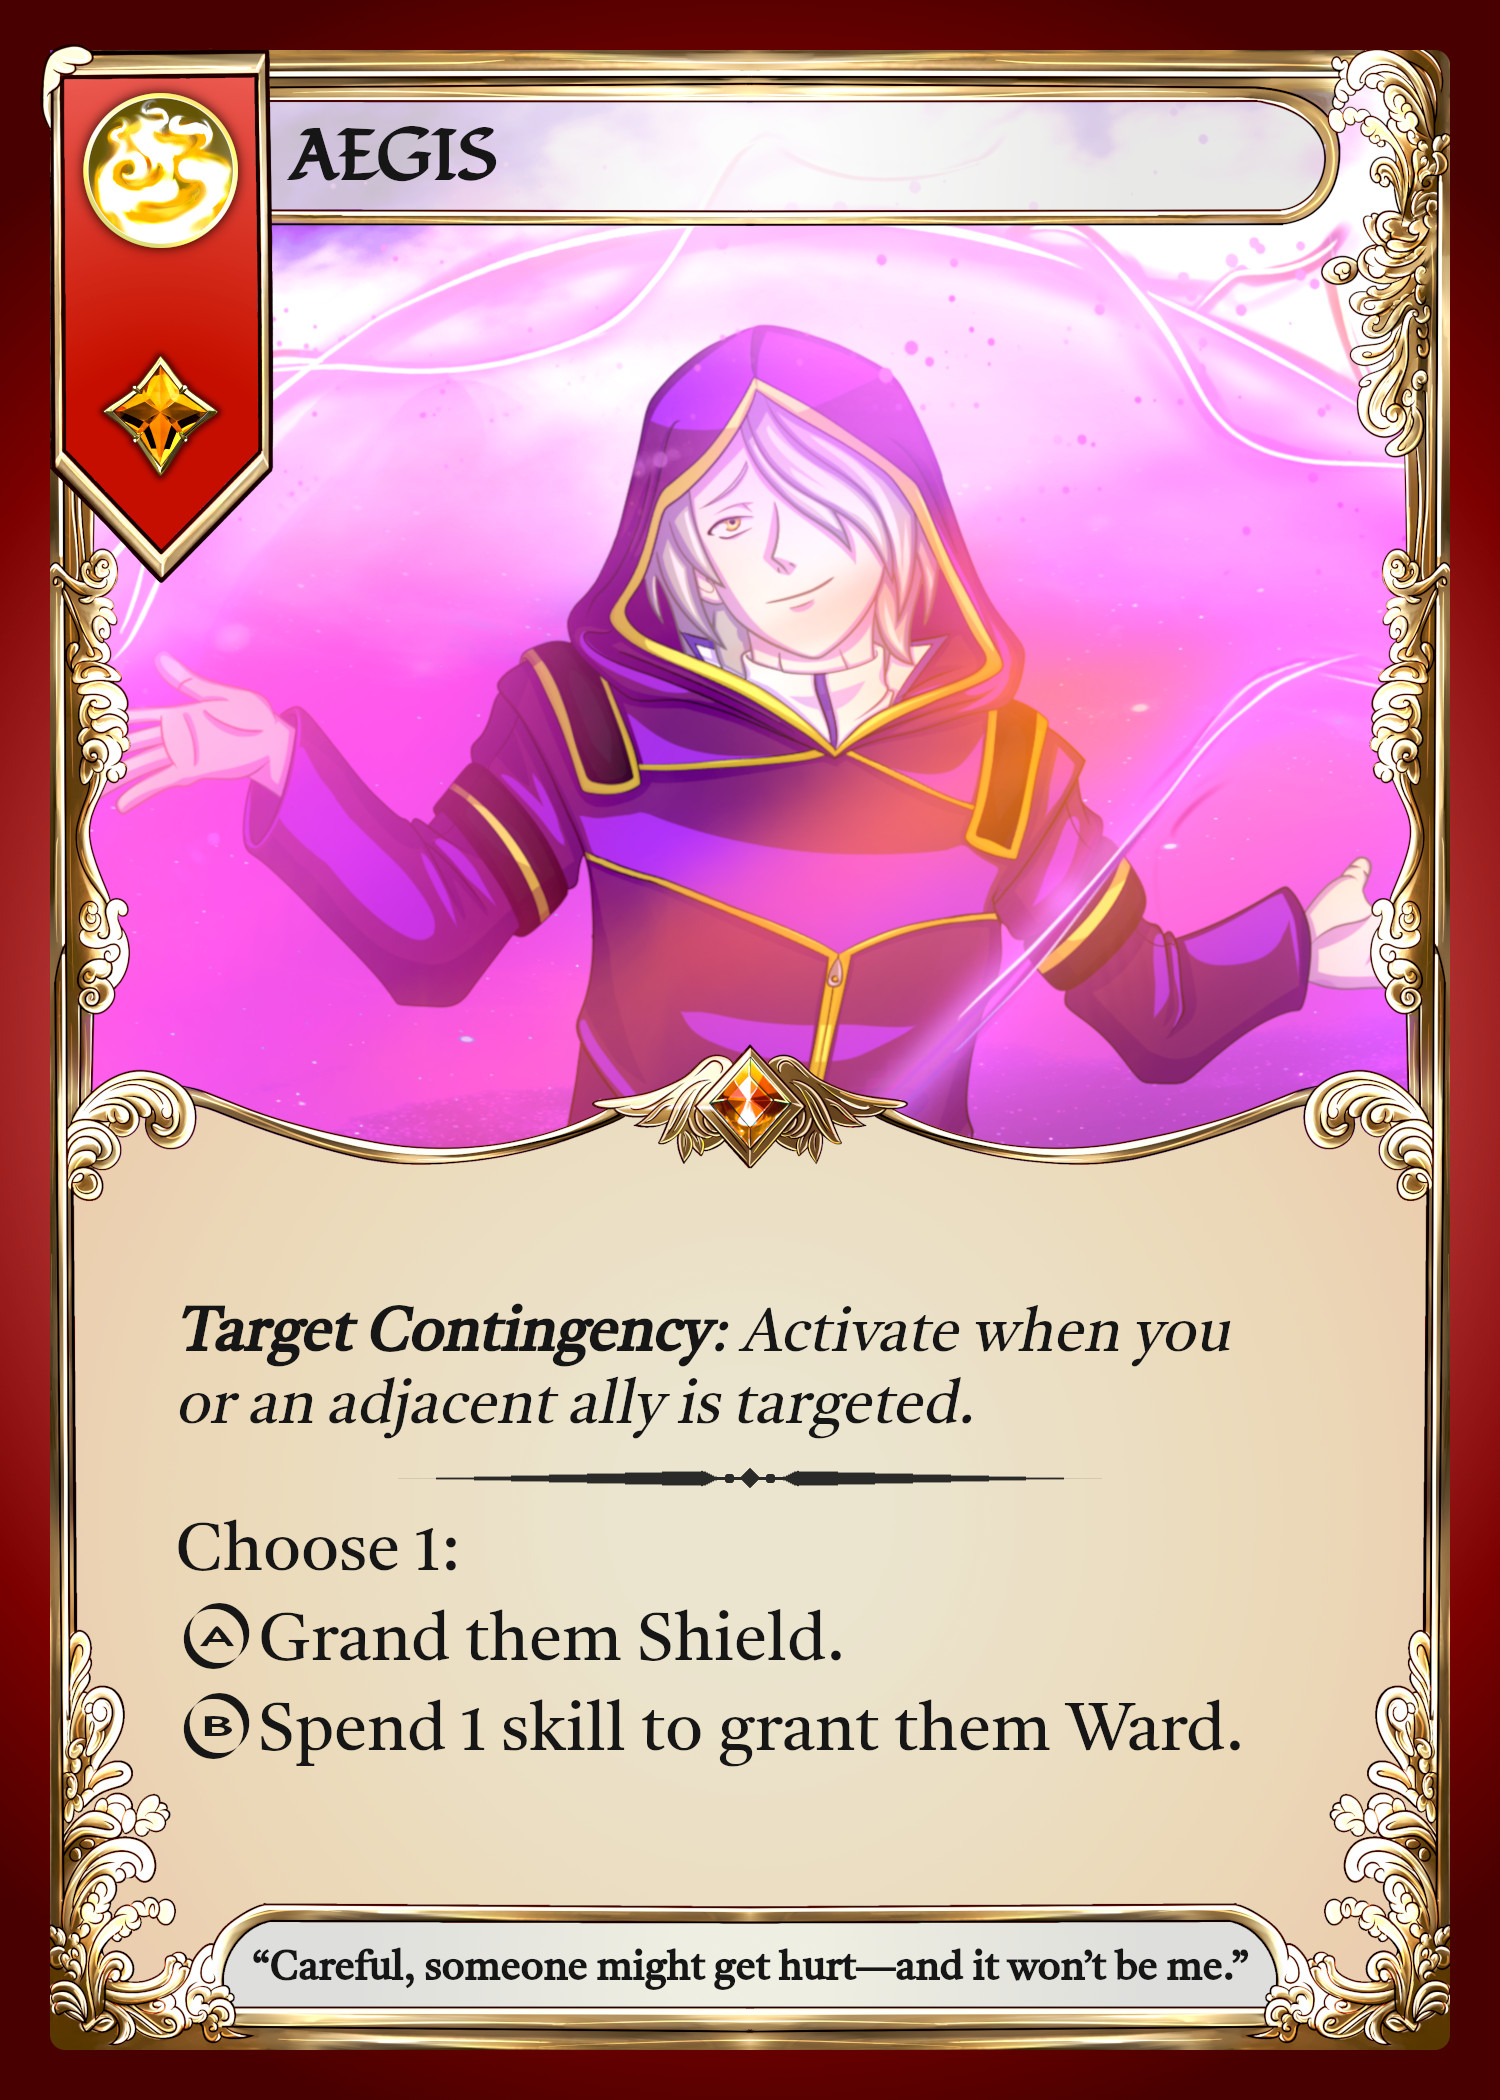 AEGIS
Target Contingency: Activate when you
or an adjacent ally is targeted.
Choose 1:
Ⓐ Grand them Shield.
Ⓑ Spend 1 skill to grant them Ward.
“Careful, someone might get hurt—and it won’t be me.”